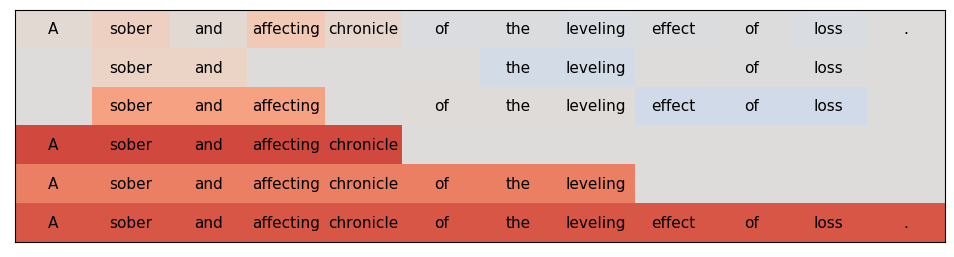 A sober and affecting chronicle of the leveling effect of loss .
sober and the leveling of loss
sober and affecting of the leveling effect of loss
A sober and affecting chronicle
A sober and affecting chronicle of the leveling
A sober and affecting chronicle of the leveling effect of loss .